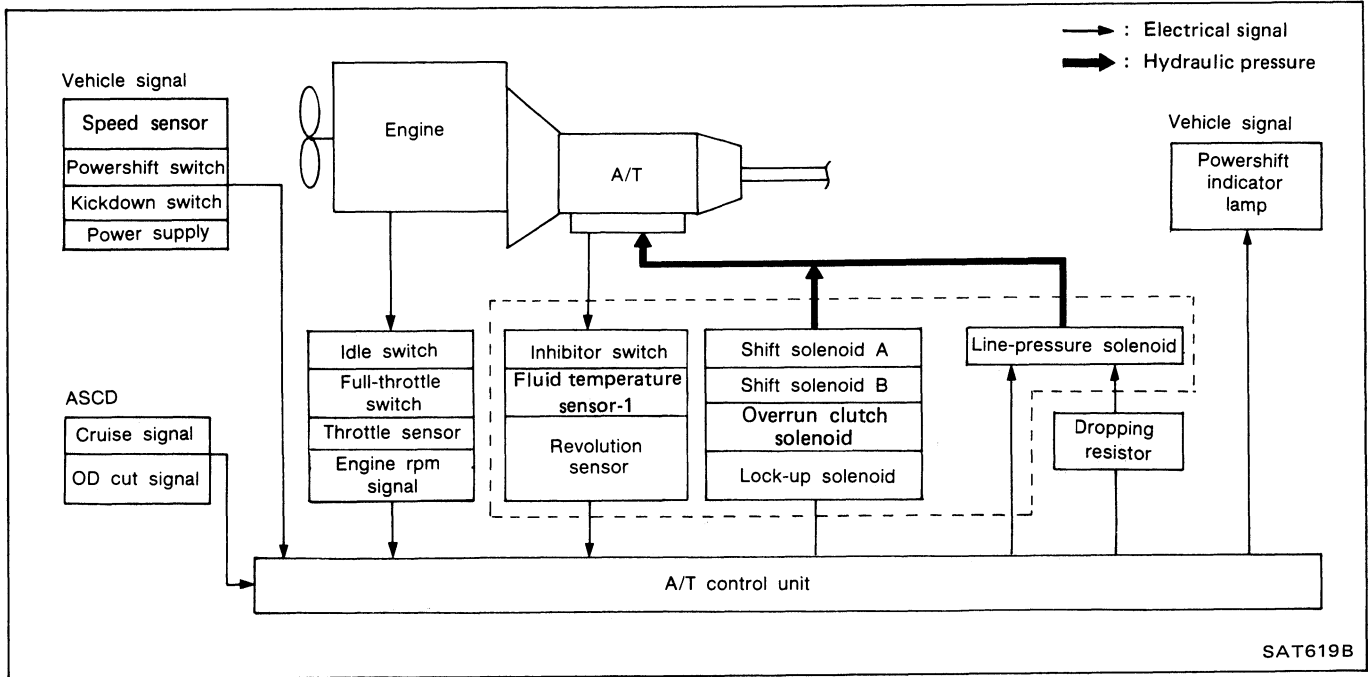 : Electrical signal
: Hydraulic pressure
Vehicle signal
Speed sensor
Powershift switch
Kickdown switch
Power supply
Engine
A/T
Vehicle signal
Powershift
indicator
lamp
Idle switch
Full-throttle
switch
Throttle sensor
Engine rpm
signal
Inhibitor switch
Fluid temperature
sensor-1
Revolution
sensor
Shift solenoid A
Shift solenoid B
Overrun clutch
solenoid
Lock-up solenoid
Line-pressure solenoid
Dropping
resistor
ASCD
Cruise signal
OD cut signal
A/T control unit
SAT619B